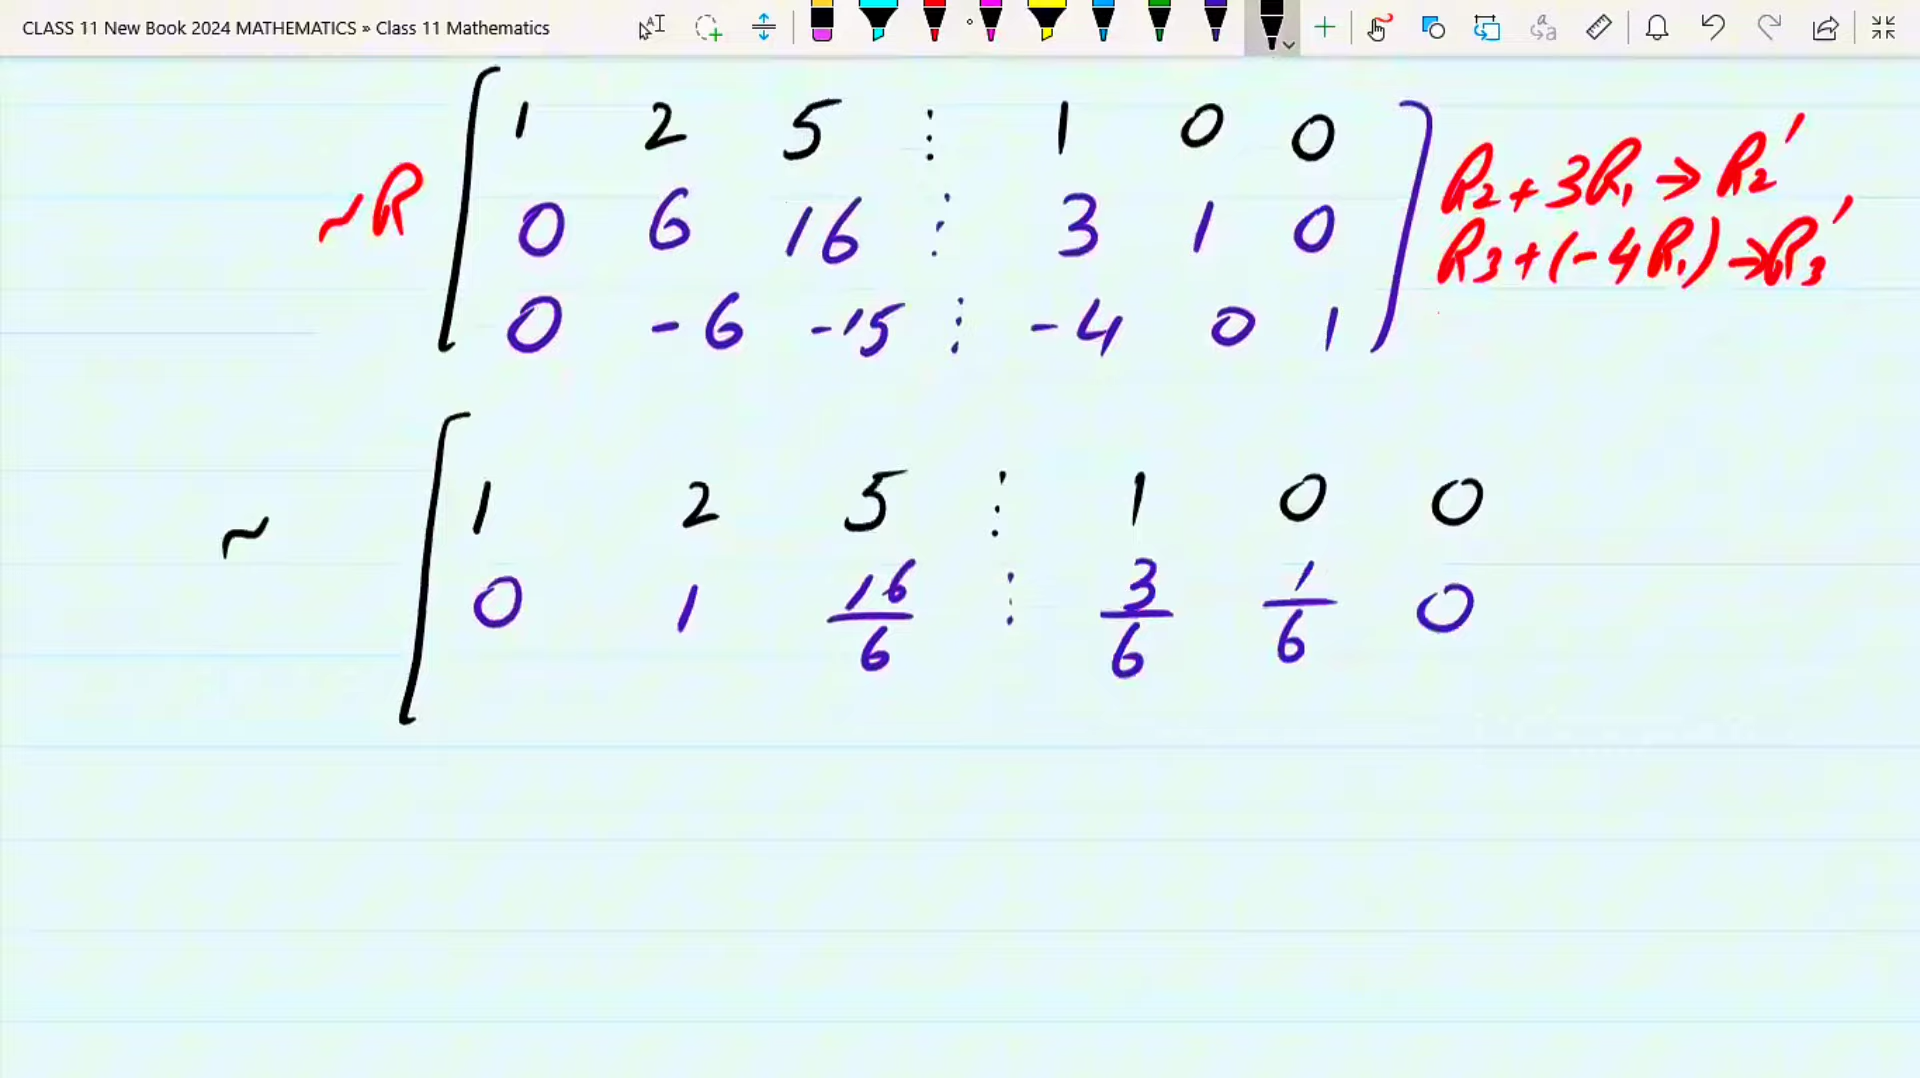 CLASS 11 New Book 2024 MATHEMATICS » Class 11 Mathematics
1 2 5 ⋮ 1 0 0
~R 0 6 16 ⋮ 3 1 0 R2+3R1→R2'
0 -6 -15 ⋮ -4 0 1 R3+(-4R1)→R3'
1 2 5 ⋮ 1 0 0
~ 0 1 16/6 ⋮ 3/6 1/6 0